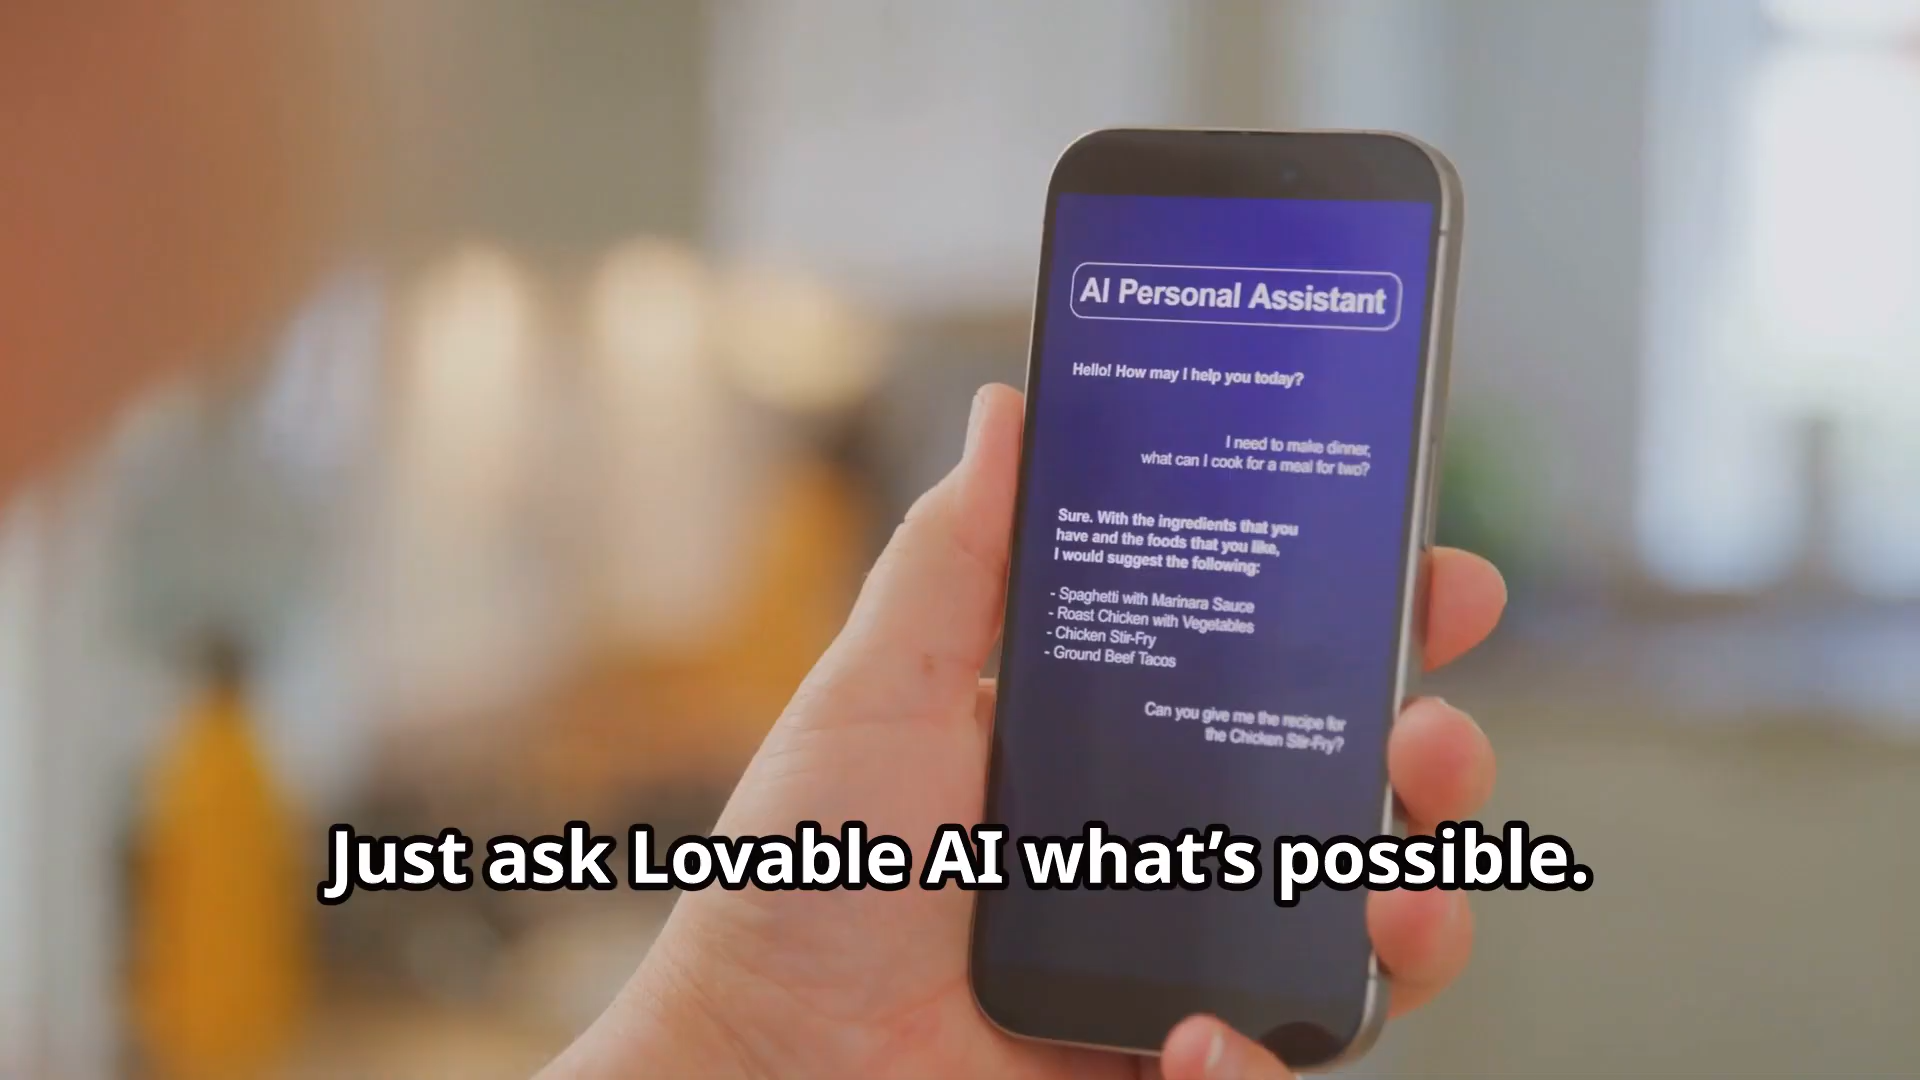 AI Personal Assistant
Hello! How may I help you today?
I need to make dinner,
what can I cook for a meal for two?
Sure. With the ingredients that you
have and the foods that you like,
I would suggest the following:
- Spaghetti with Marinara Sauce
- Roast Chicken with Vegetables
- Chicken Stir-Fry
- Ground Beef Tacos
Can you give me the recipe for
the Chicken Stir-Fry?
Just ask Lovable AI what’s possible.